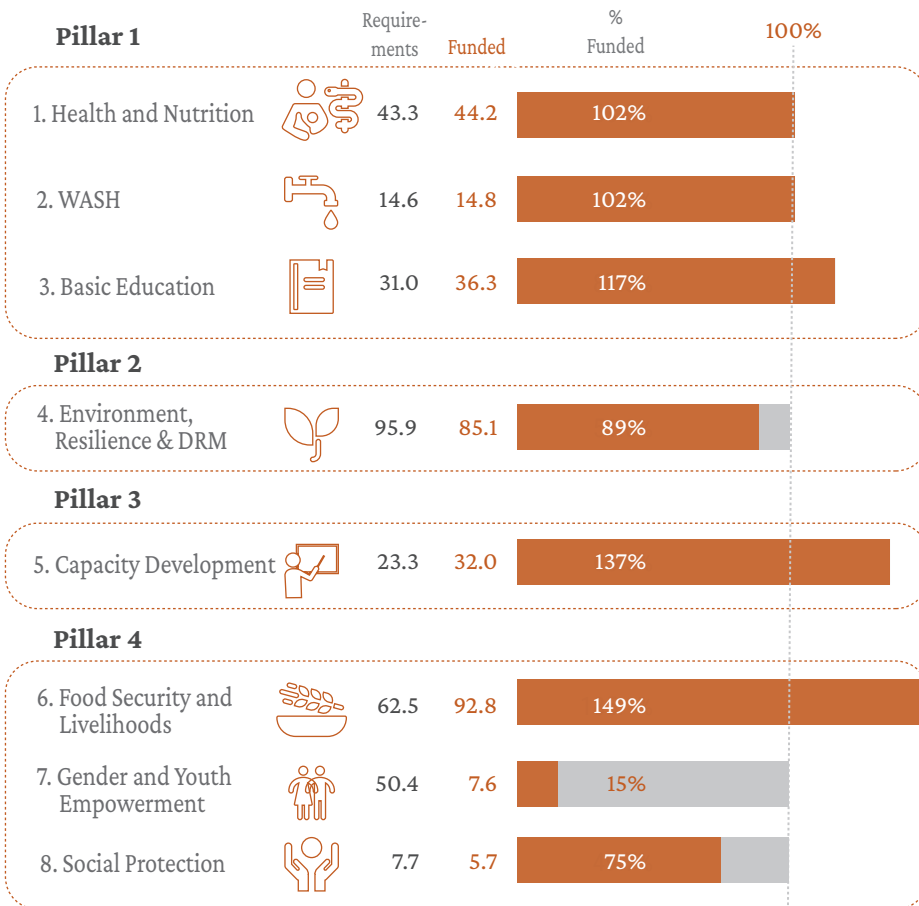 Pillar 1
Require-
ments
Funded
%
Funded
100%
1. Health and Nutrition 43.3 44.2 102%
2. WASH 14.6 14.8 102%
3. Basic Education 31.0 36.3 117%
Pillar 2
4. Environment,
Resilience & DRM 95.9 85.1 89%
Pillar 3
5. Capacity Development 23.3 32.0 137%
Pillar 4
6. Food Security and
Livelihoods 62.5 92.8 149%
7. Gender and Youth
Empowerment 50.4 7.6 15%
8. Social Protection 7.7 5.7 75%